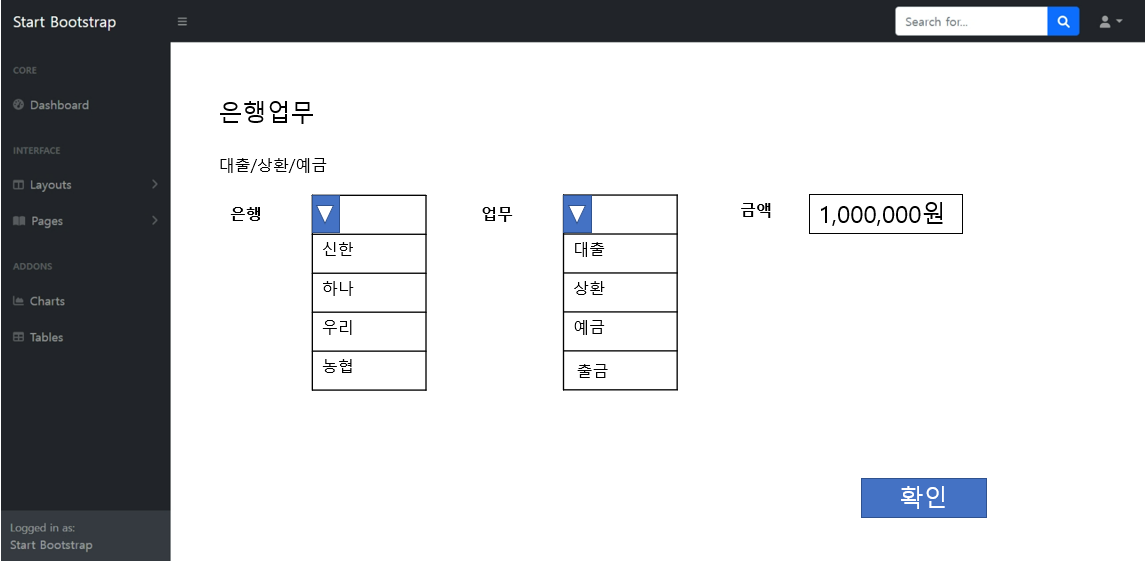 Start Bootstrap
Search for...
CORE
Dashboard
INTERFACE
Layouts
Pages
ADDONS
Charts
Tables
Logged in as:
Start Bootstrap
은행업무
대출/상환/예금
은행
신한
하나
우리
농협
업무
대출
상환
예금
출금
금액
1,000,000원
확인